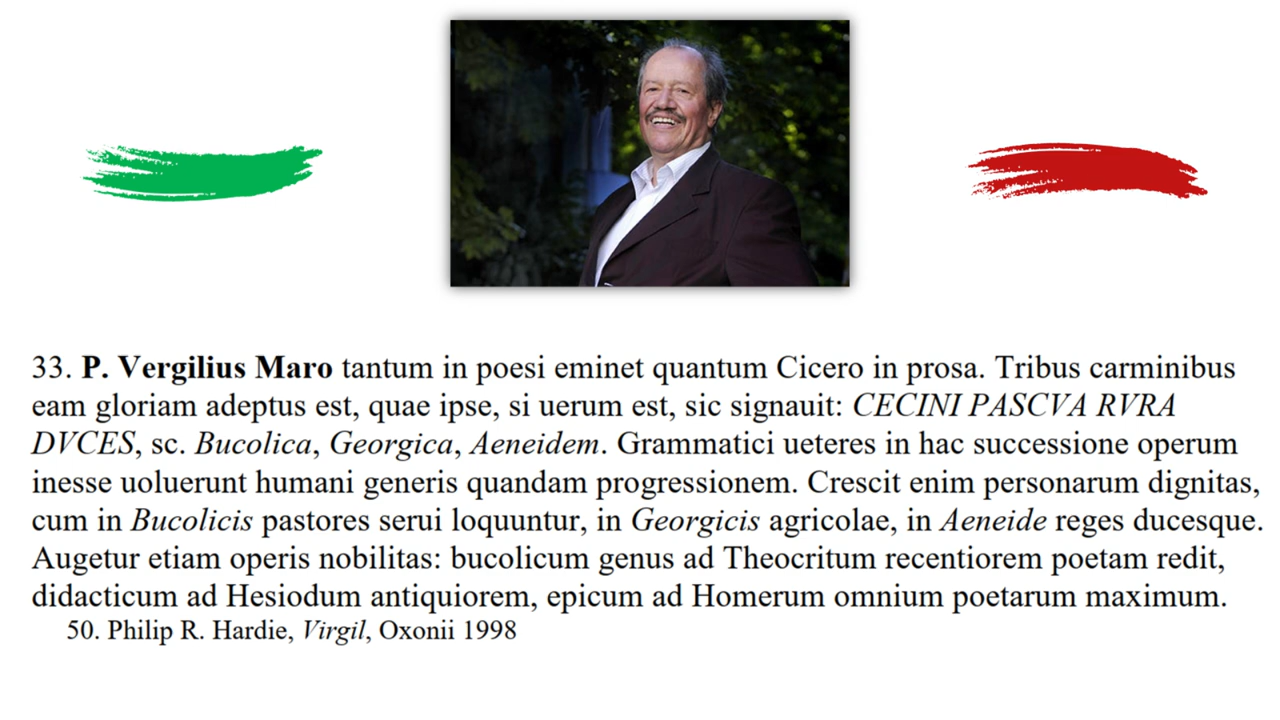 33. P. Vergilius Maro tantum in poesi eminet quantum Cicero in prosa. Tribus carminibus
eam gloriam adeptus est, quae ipse, si uerum est, sic signauit: CECINI PASCVA RVRA
DVCES, sc. Bucolica, Georgica, Aeneidem. Grammatici ueteres in hac successione operum
inesse uoluerunt humani generis quandam progressionem. Crescit enim personarum dignitas,
cum in Bucolicis pastores serui loquuntur, in Georgicis agricolae, in Aeneide reges ducesque.
Augetur etiam operis nobilitas: bucolicum genus ad Theocritum recentiorem poetam redit,
didacticum ad Hesiodum antiquiorem, epicum ad Homerum omnium poetarum maximum.
50. Philip R. Hardie, Virgil, Oxonii 1998